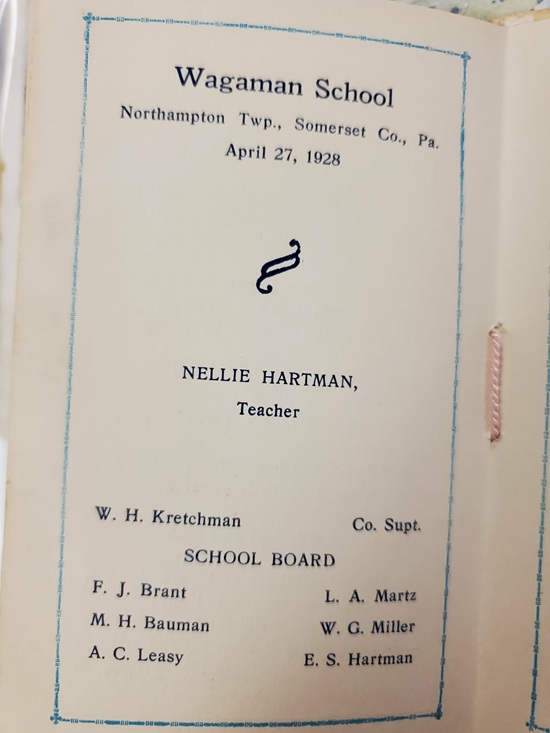 Wagaman School
Northampton Twp., Somerset Co., Pa.
April 27, 1928
NELLIE HARTMAN,
Teacher
W. H. Kretchman Co. Supt.
SCHOOL BOARD
F. J. Brant L. A. Martz
M. H. Bauman W. G. Miller
A. C. Leasy E. S. Hartman